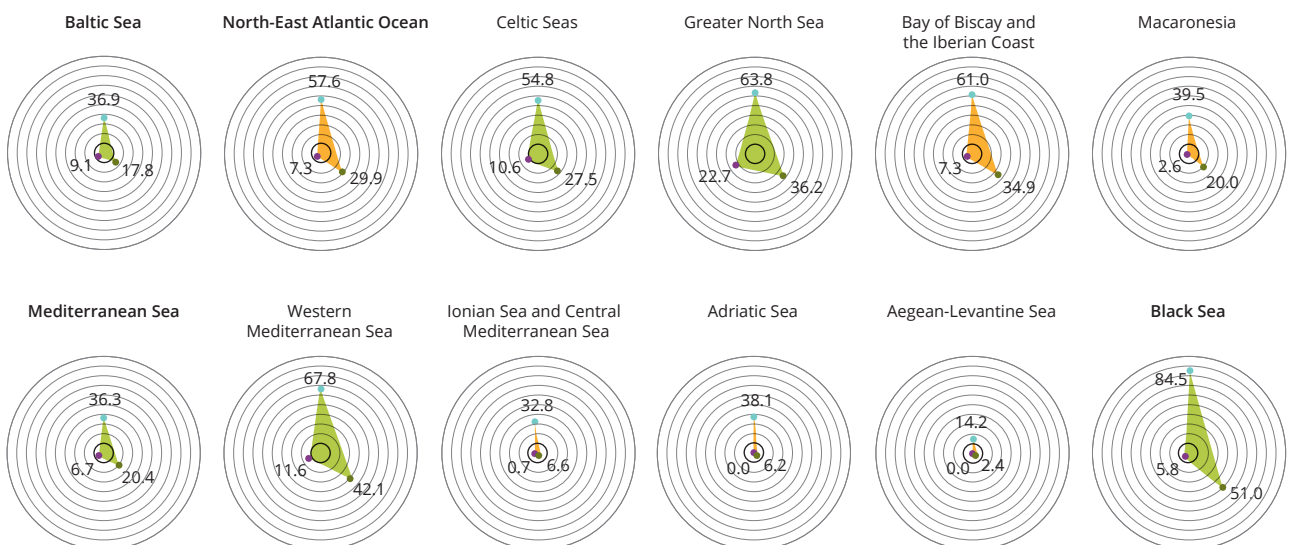 Baltic Sea
North-East Atlantic Ocean
Celtic Seas
Greater North Sea
Bay of Biscay and
the Iberian Coast
Macaronesia
36.9
9.1
17.8
57.6
7.3
29.9
54.8
10.6
27.5
63.8
22.7
36.2
61.0
7.3
34.9
39.5
2.6
20.0
Mediterranean Sea
Western
Mediterranean Sea
Ionian Sea and Central
Mediterranean Sea
Adriatic Sea
Aegean-Levantine Sea
Black Sea
36.3
6.7
20.4
67.8
11.6
42.1
32.8
0.7
6.6
38.1
0.0
6.2
14.2
0.0
2.4
84.5
5.8
51.0